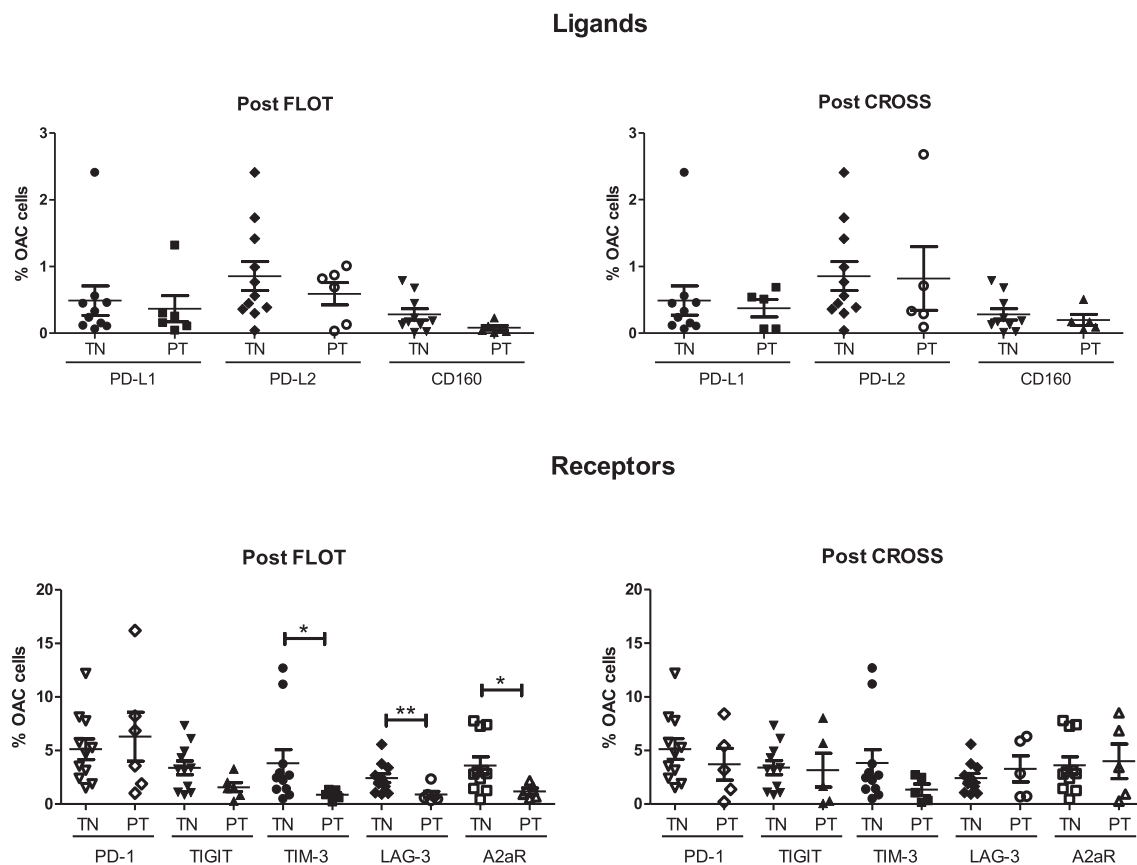 Ligands
Post FLOT
% OAC cells
3
2
1
0
TN PT TN PT TN PT
PD-L1 PD-L2 CD160
Post CROSS
% OAC cells
3
2
1
0
TN PT TN PT TN PT
PD-L1 PD-L2 CD160
Receptors
Post FLOT
% OAC cells
20
15
10
5
0
*
**
*
TN PT TN PT TN PT TN PT TN PT
PD-1 TIGIT TIM-3 LAG-3 A2aR
Post CROSS
% OAC cells
20
15
10
5
0
TN PT TN PT TN PT TN PT TN PT
PD-1 TIGIT TIM-3 LAG-3 A2aR